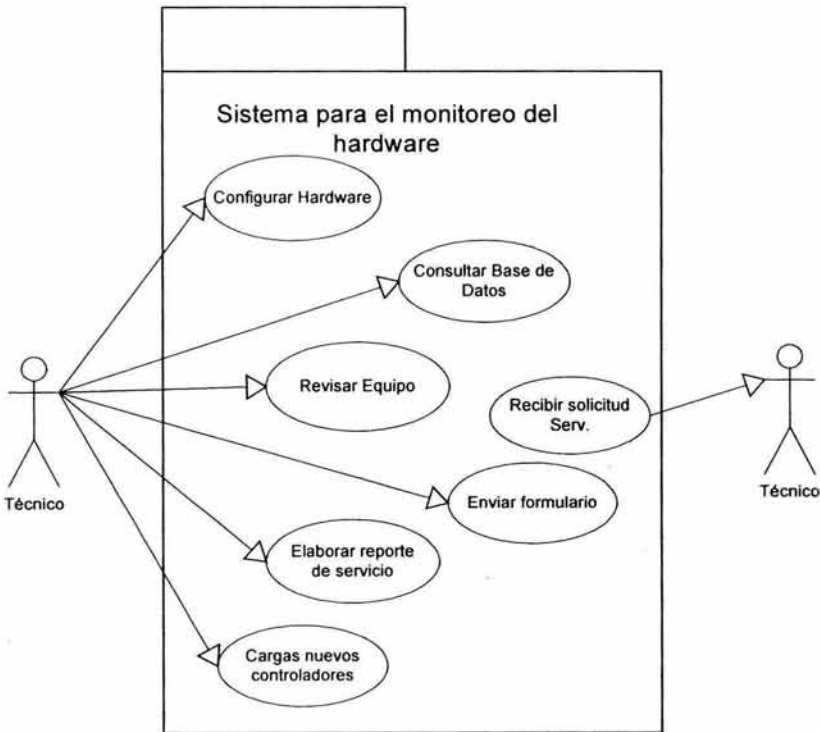 Sistema para el monitoreo del
hardware
Configurar Hardware
Consultar Base de
Datos
Revisar Equipo
Recibir solicitud
Serv.
Técnico
Técnico
Enviar formulario
Elaborar reporte
de servicio
Cargas nuevos
controladores